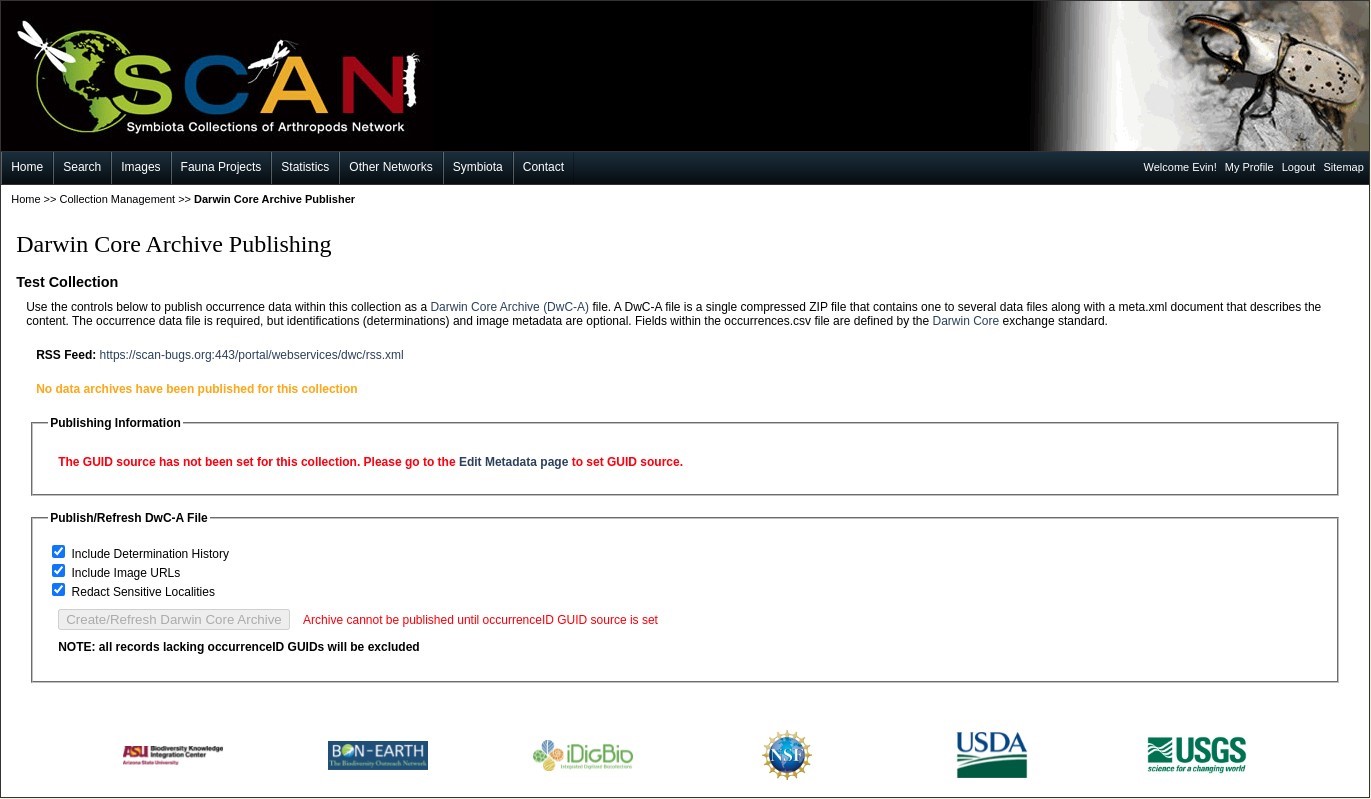 SCAN
Symbiota Collections of Arthropods Network
Home Search Images Fauna Projects Statistics Other Networks Symbiota Contact Welcome Evin! My Profile Logout Sitemap
Home >> Collection Management >> Darwin Core Archive Publisher
Darwin Core Archive Publishing
Test Collection
Use the controls below to publish occurrence data within this collection as a Darwin Core Archive (DwC-A) file. A DwC-A file is a single compressed ZIP file that contains one to several data files along with a meta.xml document that describes the
content. The occurrence data file is required, but identifications (determinations) and image metadata are optional. Fields within the occurrences.csv file are defined by the Darwin Core exchange standard.
RSS Feed: https://scan-bugs.org:443/portal/webservices/dwc/rss.xml
No data archives have been published for this collection
Publishing Information
The GUID source has not been set for this collection. Please go to the Edit Metadata page to set GUID source.
Publish/Refresh DwC-A File
Include Determination History
Include Image URLs
Redact Sensitive Localities
Create/Refresh Darwin Core Archive Archive cannot be published until occurrenceID GUID source is set
NOTE: all records lacking occurrenceID GUIDs will be excluded
ASU Biodiversity Knowledge
Integration Center
Arizona State University
BON-EARTH
The Biodiversity Outreach Network
iDigBio
Integrated Digitized Biocollections
NSF
USDA
USGS
science for a changing world